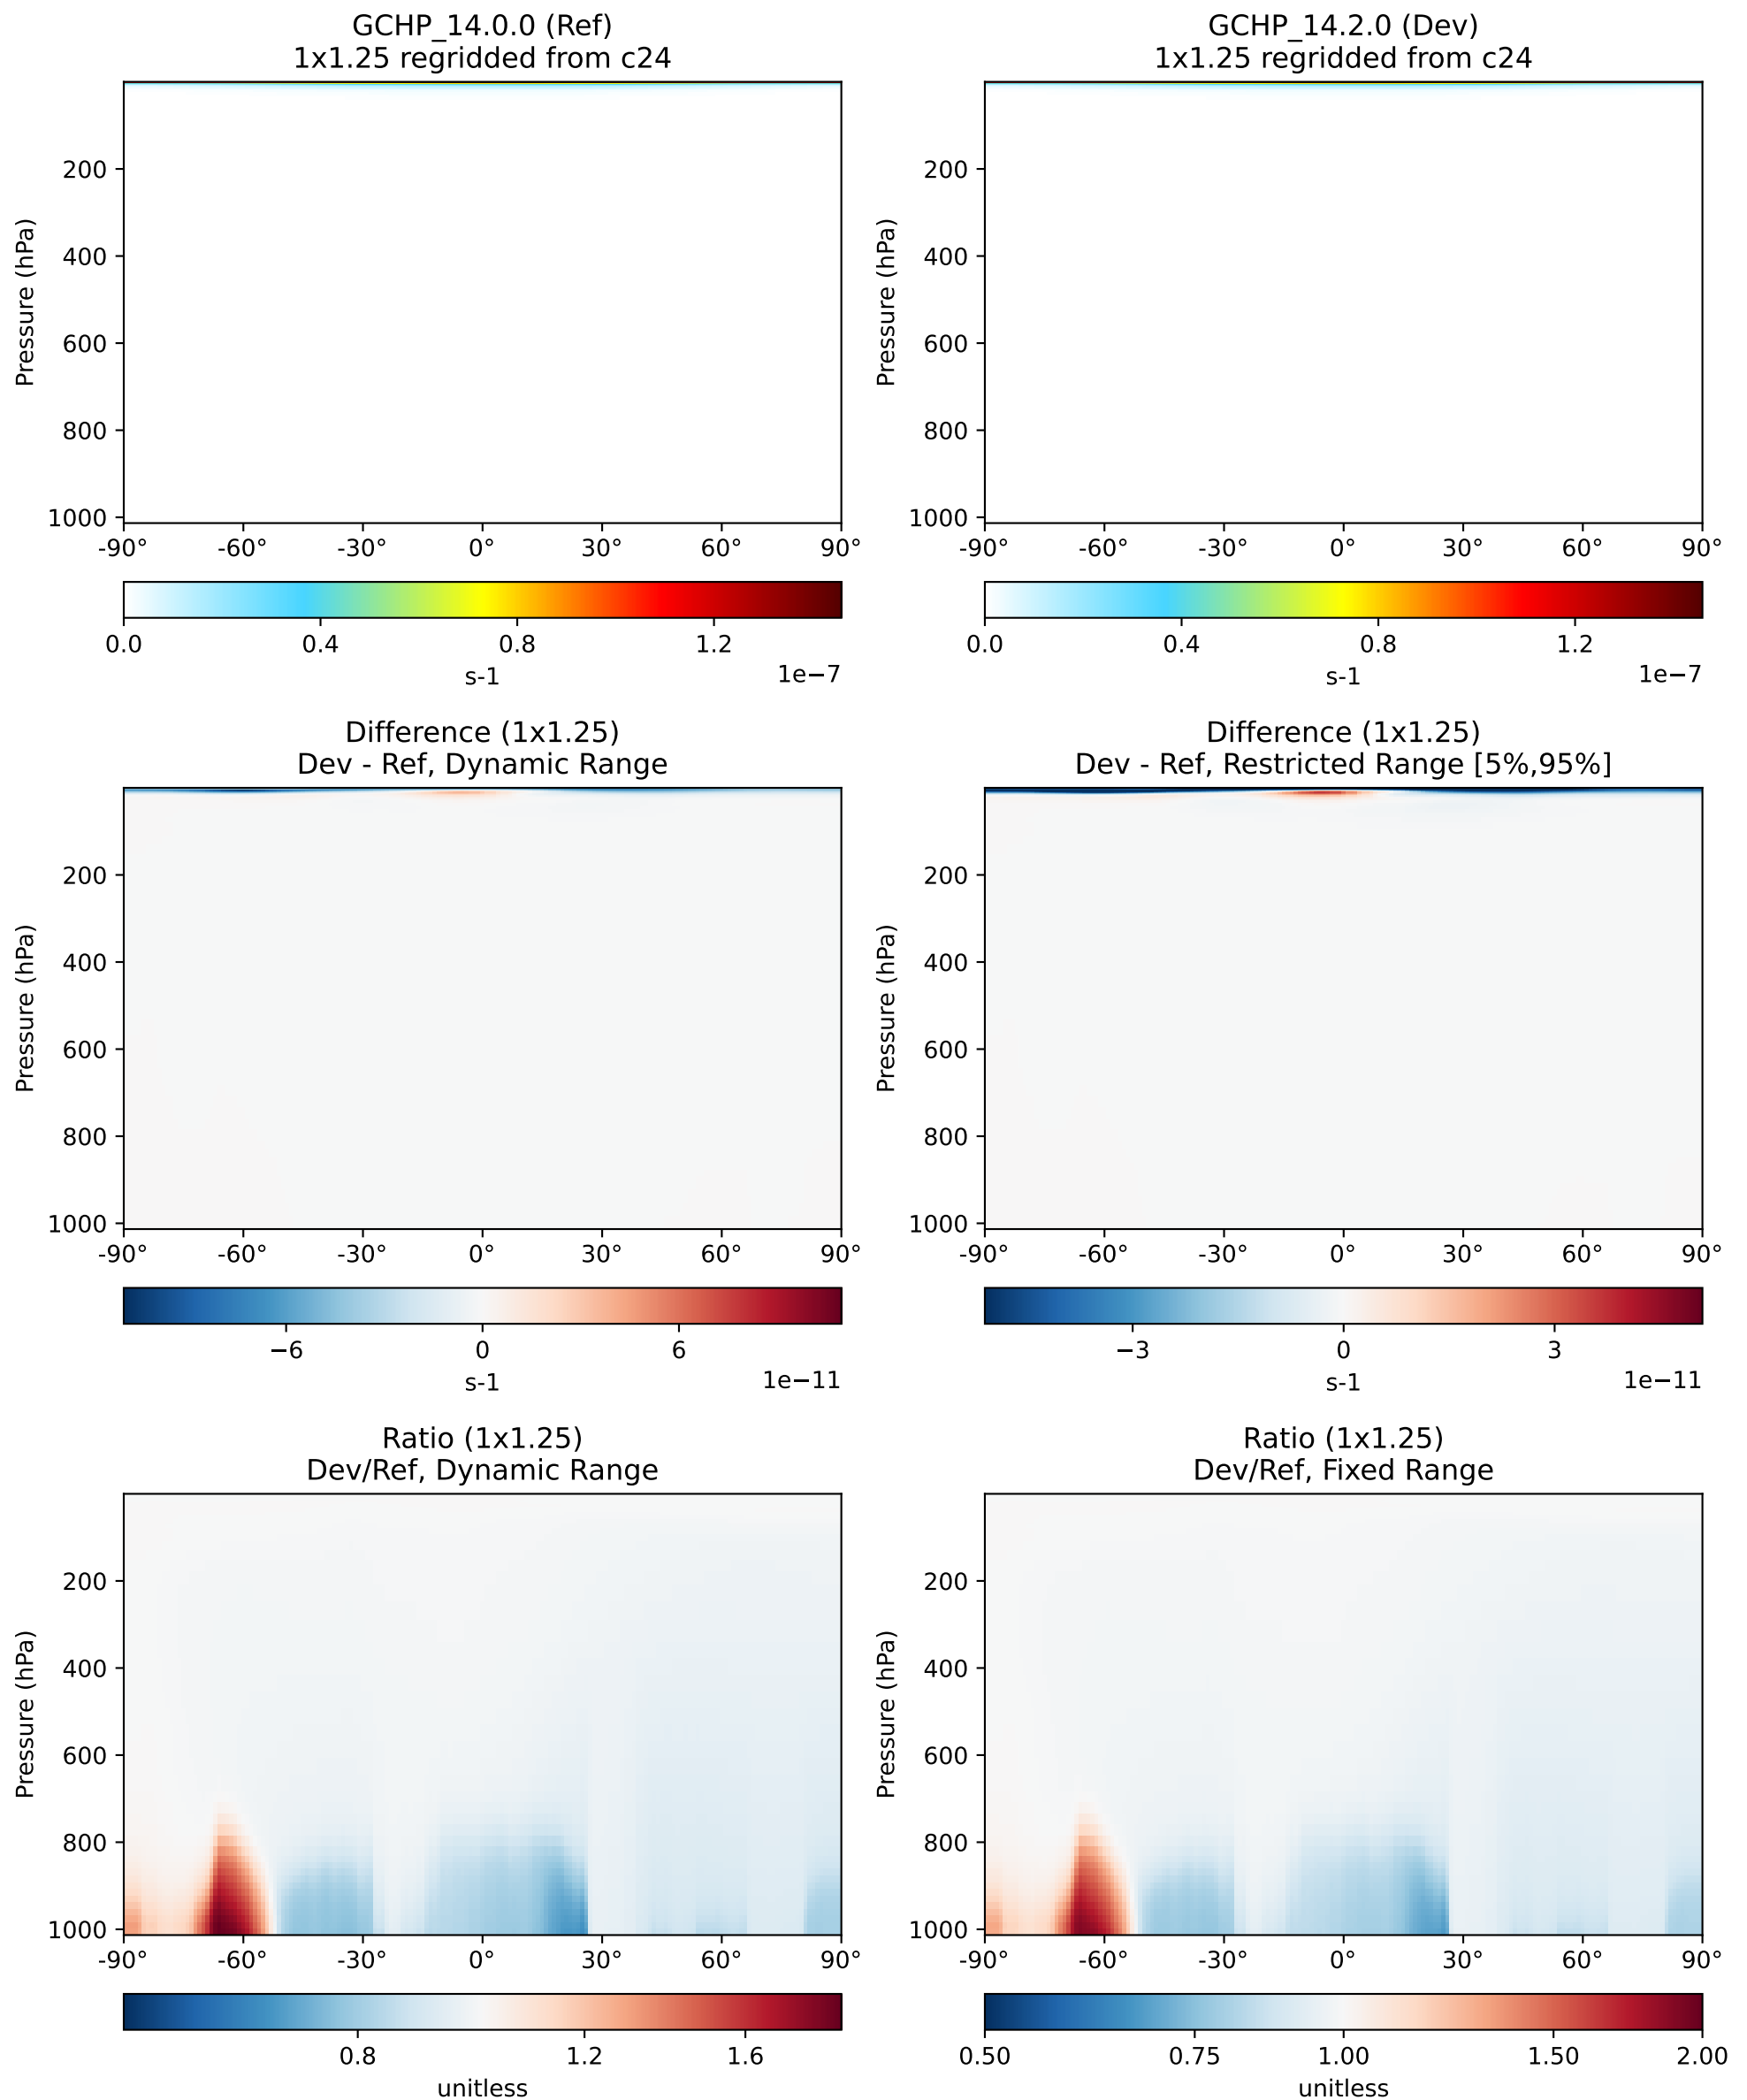 GCHP_14.0.0 (Ref)
1x1.25 regridded from c24
Pressure (hPa)
200
400
600
800
1000
-90° -60° -30° 0° 30° 60° 90°
0.0 0.4 0.8 1.2
s-1
1e−7
GCHP_14.2.0 (Dev)
1x1.25 regridded from c24
Pressure (hPa)
200
400
600
800
1000
-90° -60° -30° 0° 30° 60° 90°
0.0 0.4 0.8 1.2
s-1
1e−7
Difference (1x1.25)
Dev - Ref, Dynamic Range
Pressure (hPa)
200
400
600
800
1000
-90° -60° -30° 0° 30° 60° 90°
−6 0 6
s-1
1e−11
Difference (1x1.25)
Dev - Ref, Restricted Range [5%,95%]
Pressure (hPa)
200
400
600
800
1000
-90° -60° -30° 0° 30° 60° 90°
−3 0 3
s-1
1e−11
Ratio (1x1.25)
Dev/Ref, Dynamic Range
Pressure (hPa)
200
400
600
800
1000
-90° -60° -30° 0° 30° 60° 90°
0.8 1.2 1.6
unitless
Ratio (1x1.25)
Dev/Ref, Fixed Range
Pressure (hPa)
200
400
600
800
1000
-90° -60° -30° 0° 30° 60° 90°
0.50 0.75 1.00 1.50 2.00
unitless